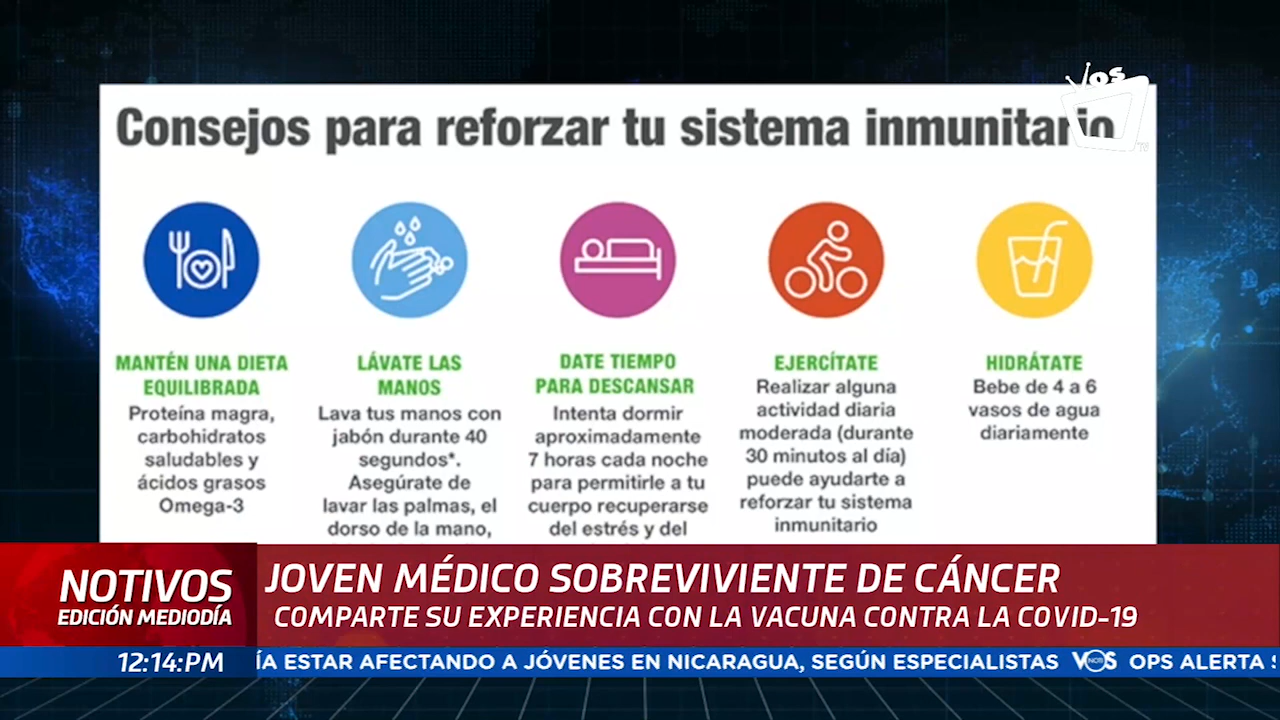 OS
TV
Consejos para reforzar tu sistema inmunitario
MANTÉN UNA DIETA
EQUILIBRADA
Proteína magra,
carbohidratos
saludables y
ácidos grasos
Omega-3
LÁVATE LAS
MANOS
Lava tus manos con
jabón durante 40
segundos*.
Asegúrate de
lavar las palmas, el
dorso de la mano,
DATE TIEMPO
PARA DESCANSAR
Intenta dormir
aproximadamente
7 horas cada noche
para permitirle a tu
cuerpo recuperarse
del estrés y del
EJERCÍTATE
Realizar alguna
actividad diaria
moderada (durante
30 minutos al día)
puede ayudarte a
reforzar tu sistema
inmunitario
HIDRÁTATE
Bebe de 4 a 6
vasos de agua
diariamente
NOTIVOS
EDICIÓN MEDIODÍA
JOVEN MÉDICO SOBREVIVIENTE DE CÁNCER
COMPARTE SU EXPERIENCIA CON LA VACUNA CONTRA LA COVID-19
12:14:PM
ÍA ESTAR AFECTANDO A JÓVENES EN NICARAGUA, SEGÚN ESPECIALISTAS VOS NOTI OPS ALERTA S